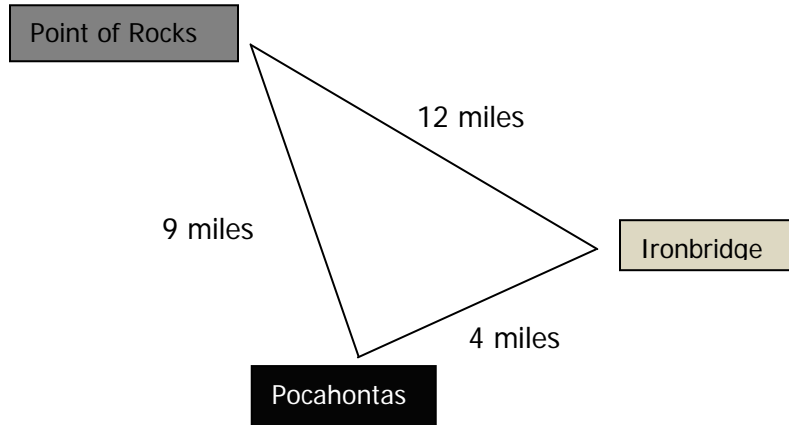 Point of Rocks
12 miles
9 miles
Ironbridge
4 miles
Pocahontas